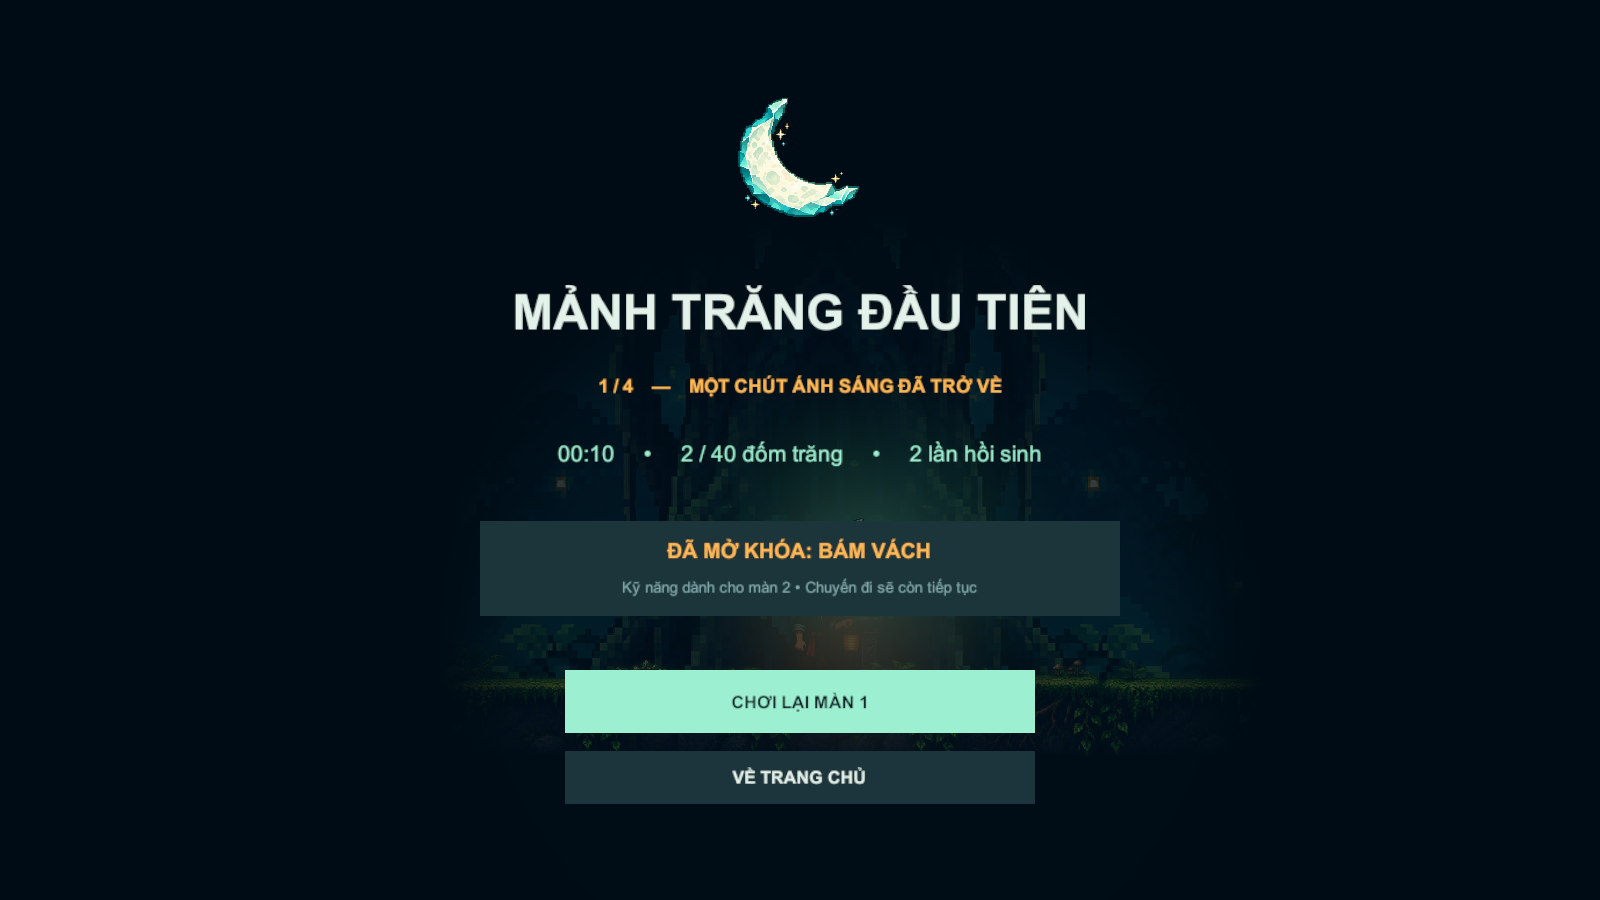 MẢNH TRĂNG ĐẦU TIÊN
1 / 4 — MỘT CHÚT ÁNH SÁNG ĐÃ TRỞ VỀ
00:10 • 2 / 40 đốm trăng • 2 lần hồi sinh
ĐÃ MỞ KHÓA: BÁM VÁCH
Kỹ năng dành cho màn 2 • Chuyến đi sẽ còn tiếp tục
CHƠI LẠI MÀN 1
VỀ TRANG CHỦ